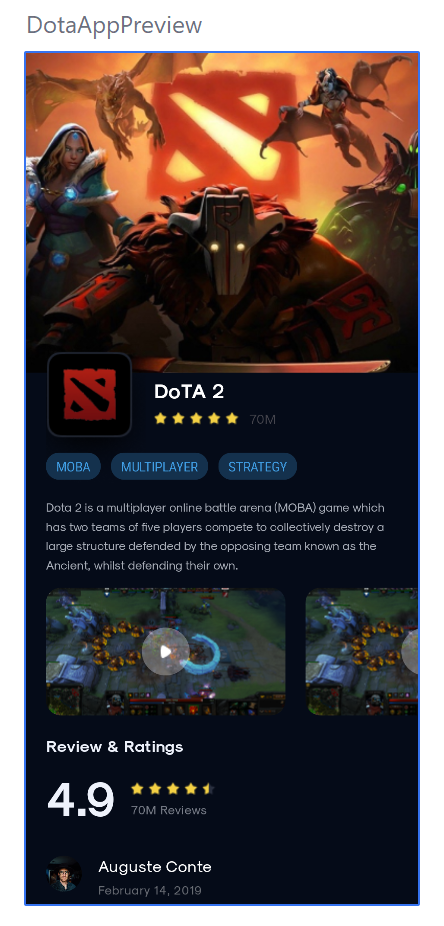 DotaAppPreview
DoTA 2
70M
MOBA MULTIPLAYER STRATEGY
Dota 2 is a multiplayer online battle arena (MOBA) game which
has two teams of five players compete to collectively destroy a
large structure defended by the opposing team known as the
Ancient, whilst defending their own.
Review & Ratings
4.9
70M Reviews
Auguste Conte
February 14, 2019